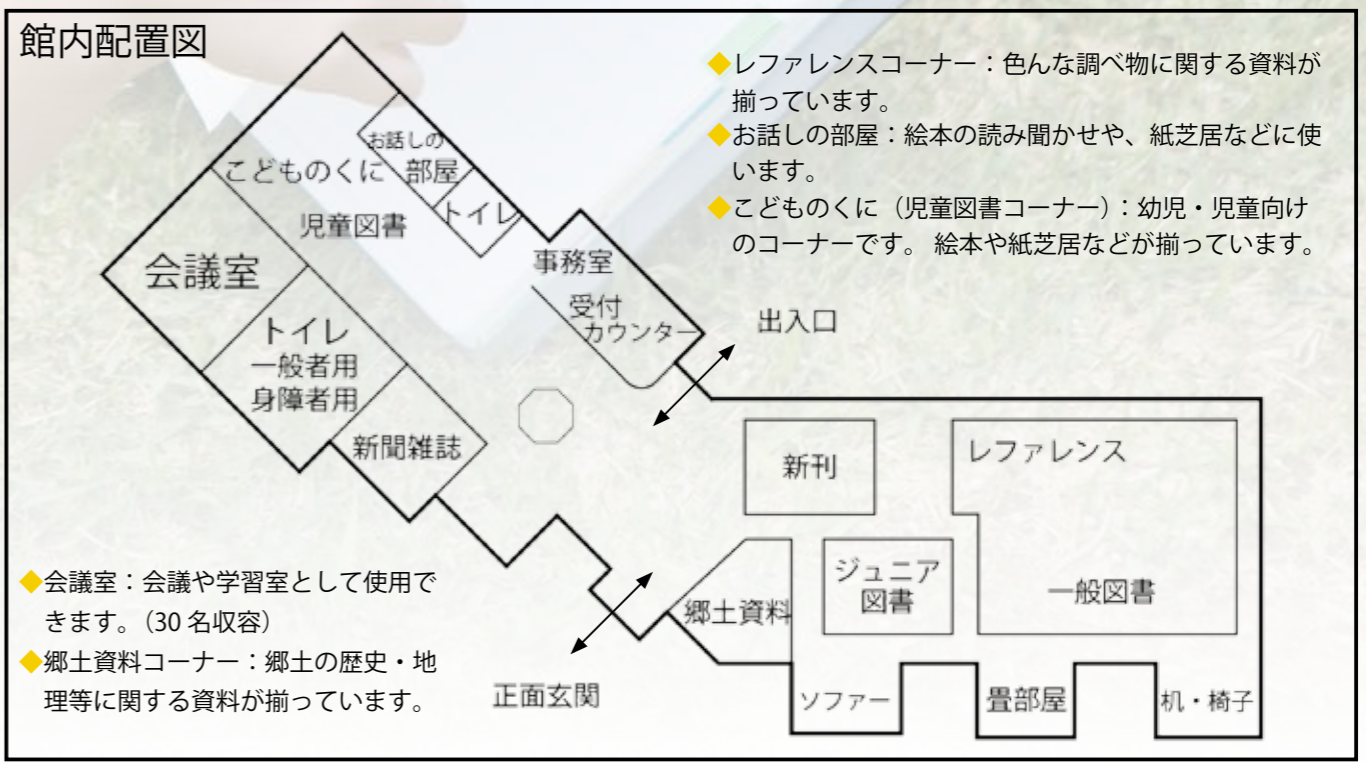 館内配置図
◆レファレンスコーナー：色んな調べ物に関する資料が
揃っています。
◆お話しの部屋：絵本の読み聞かせや、紙芝居などに使
います。
◆こどものくに（児童図書コーナー）：幼児・児童向け
のコーナーです。 絵本や紙芝居などが揃っています。
お話しの
部屋
こどものくに
トイレ
児童図書
会議室
事務室
受付
カウンター
出入口
トイレ
一般者用
身障者用
新聞雑誌
新刊
レファレンス
ジュニア
図書
一般図書
郷土資料
◆会議室：会議や学習室として使用で
きます。（30 名収容）
◆郷土資料コーナー：郷土の歴史・地
理等に関する資料が揃っています。
正面玄関
ソファー
畳部屋
机・椅子